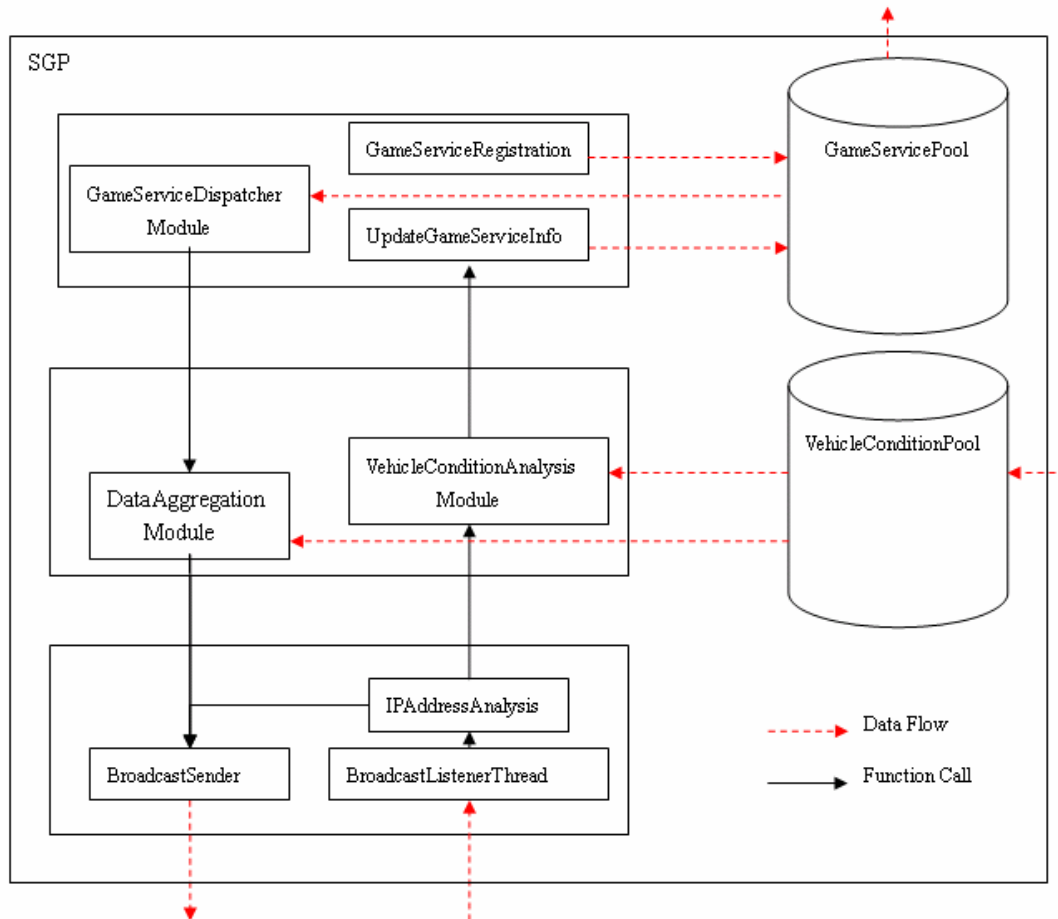 SGP
GameServiceRegistration
GameServicePool
GameServiceDispatcher
Module
UpdateGameServiceInfo
VehicleConditionPool
VehicleConditionAnalysis
Module
DataAggregation
Module
IPAddressAnalysis
Data Flow
BroadcastSender
BroadcastListenerThread
Function Call